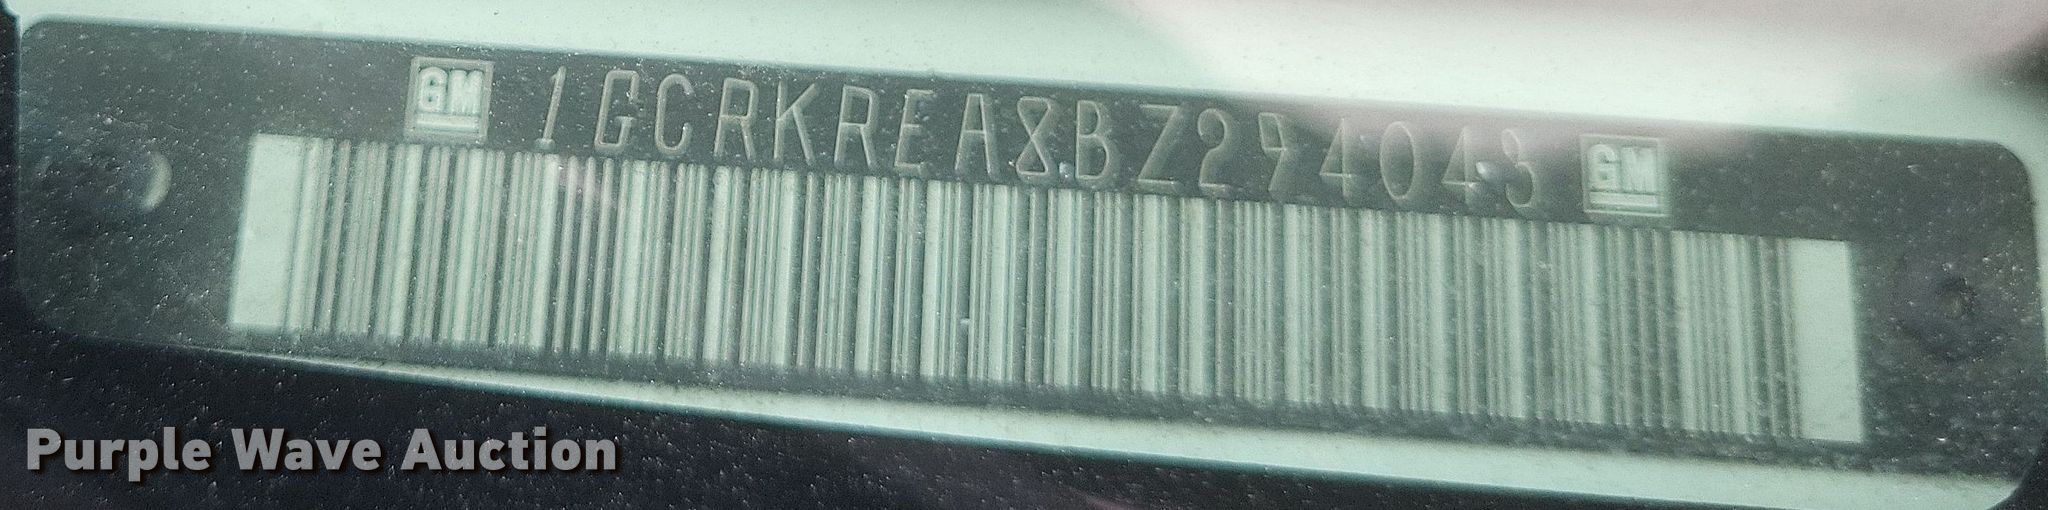 GM 1GCRKREA8BZ294043 GM
Purple Wave Auction